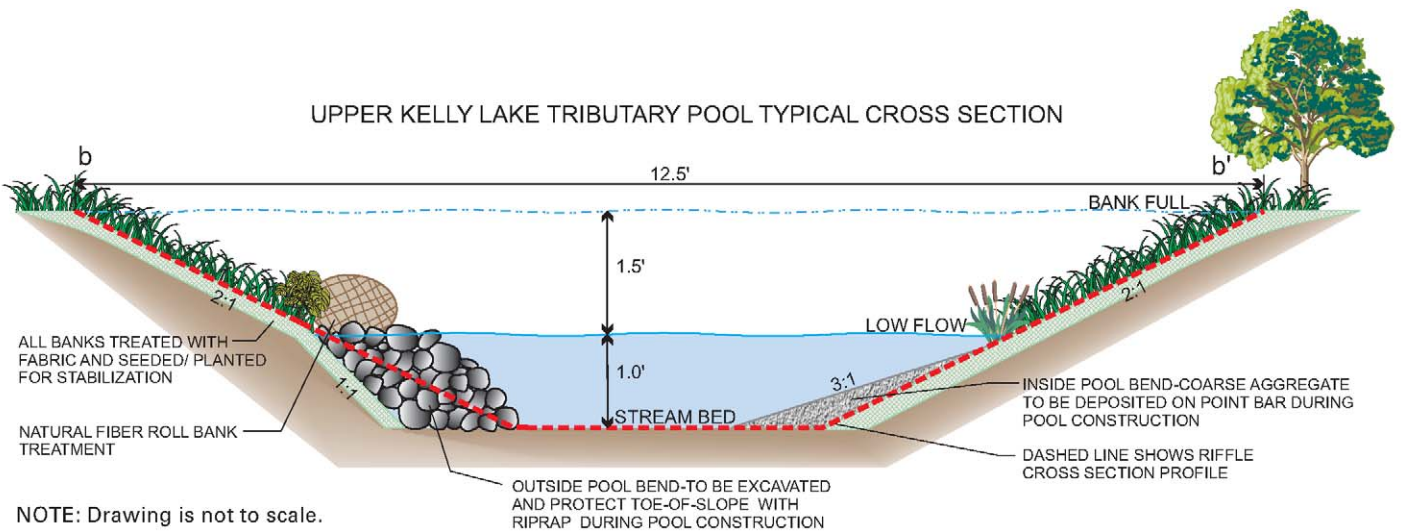 UPPER KELLY LAKE TRIBUTARY POOL TYPICAL CROSS SECTION
b
b'
12.5'
BANK FULL
1.5'
2:1
2:1
LOW FLOW
ALL BANKS TREATED WITH
FABRIC AND SEEDED/ PLANTED
FOR STABILIZATION
1:1
1.0'
3:1
STREAM BED
INSIDE POOL BEND-COARSE AGGREGATE
TO BE DEPOSITED ON POINT BAR DURING
POOL CONSTRUCTION
NATURAL FIBER ROLL BANK
TREATMENT
DASHED LINE SHOWS RIFFLE
CROSS SECTION PROFILE
OUTSIDE POOL BEND-TO BE EXCAVATED
AND PROTECT TOE-OF-SLOPE WITH
RIPRAP DURING POOL CONSTRUCTION
NOTE: Drawing is not to scale.